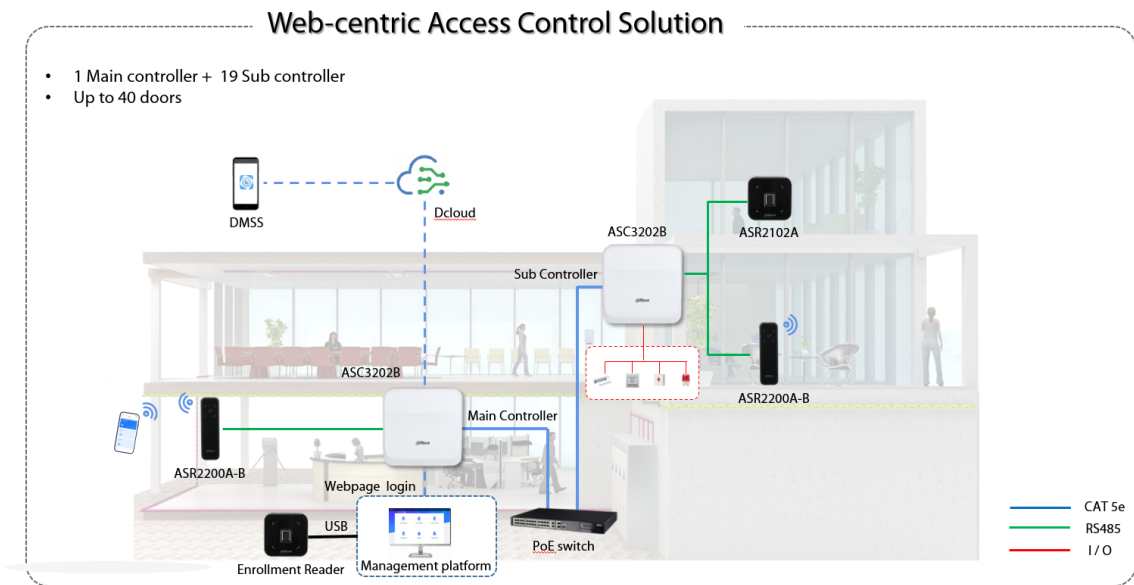 Web-centric Access Control Solution
• 1 Main controller + 19 Sub controller
• Up to 40 doors
DMSS
Dcloud
ASC3202B
ASR2102A
Sub Controller
ASC3202B
ASR2200A-B
Main Controller
ASR2200A-B
Webpage login
USB
PoE switch
Enrollment Reader
Management platform
CAT 5e
RS485
I / O